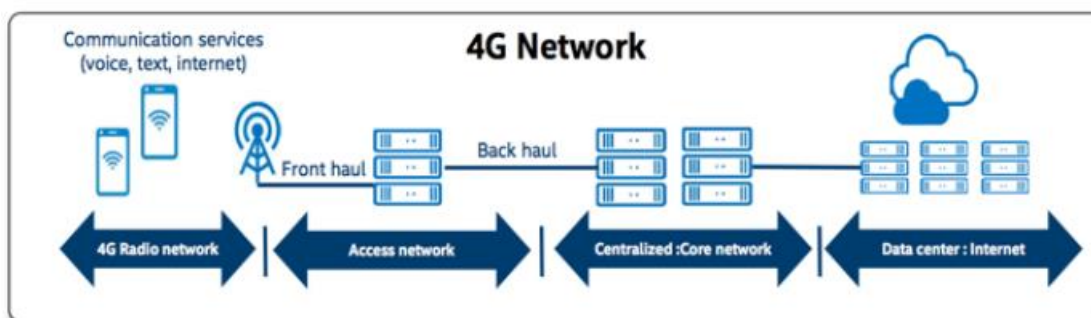 4G Network
Communication services
(voice, text, internet)
Front haul
Back haul
4G Radio network
Access network
Centralized :Core network
Data center : Internet